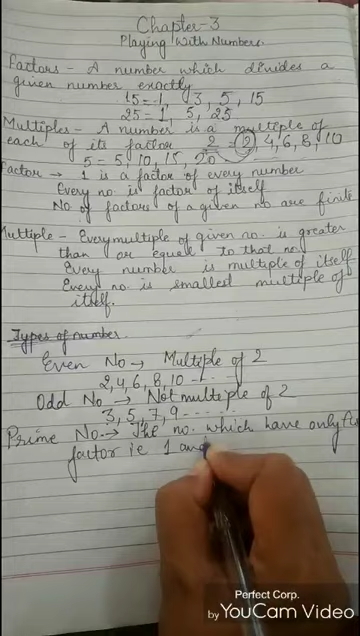 Chapter-3
Playing With Numbers.
Factors - A number which divides a
given number exactly
15 = 1, 3, 5, 15
25 = 1, 5, 25
Multiples - A number is a multiple of
each of its factor
2 = 2, 4, 6, 8, 10
5 = 5, 10, 15, 20
Factor → 1 is a factor of every number
Every no. is factor of itself
No of factors of a given no are finite
Multiple - Every multiple of given no. is greater
than or equal to that no.
Every number is multiple of itself
Every no is smallest multiple of
itself.
Types of number
Even No → Multiple of 2
2, 4, 6, 8, 10 -----
Odd No → Not multiple of 2
3, 5, 7, 9 ------
Prime No. → The no. which have only
factor ie 1 and
Perfect Corp.
by YouCam Video